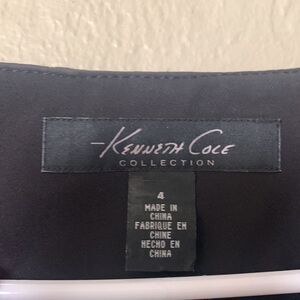 Kenneth Cole
COLLECTION
4
MADE IN
CHINA
FABRIQUE EN
CHINE
HECHO EN
CHINA